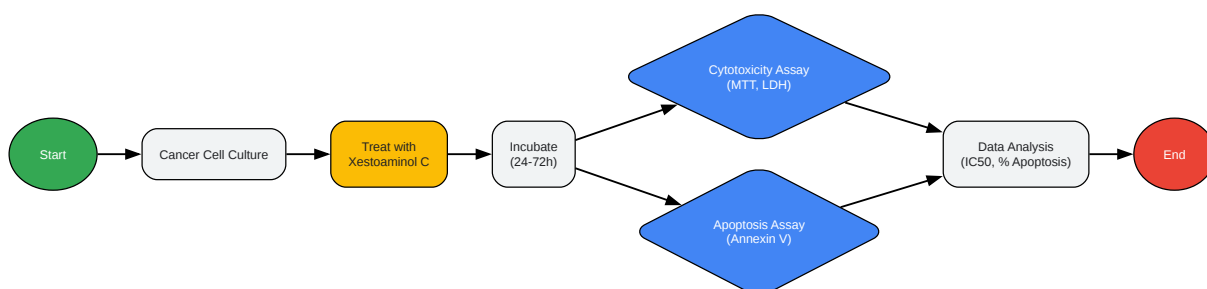 Start
Cancer Cell Culture
Treat with
Xestoaminol C
Incubate
(24-72h)
Cytotoxicity Assay
(MTT, LDH)
Apoptosis Assay
(Annexin V)
Data Analysis
(IC50, % Apoptosis)
End